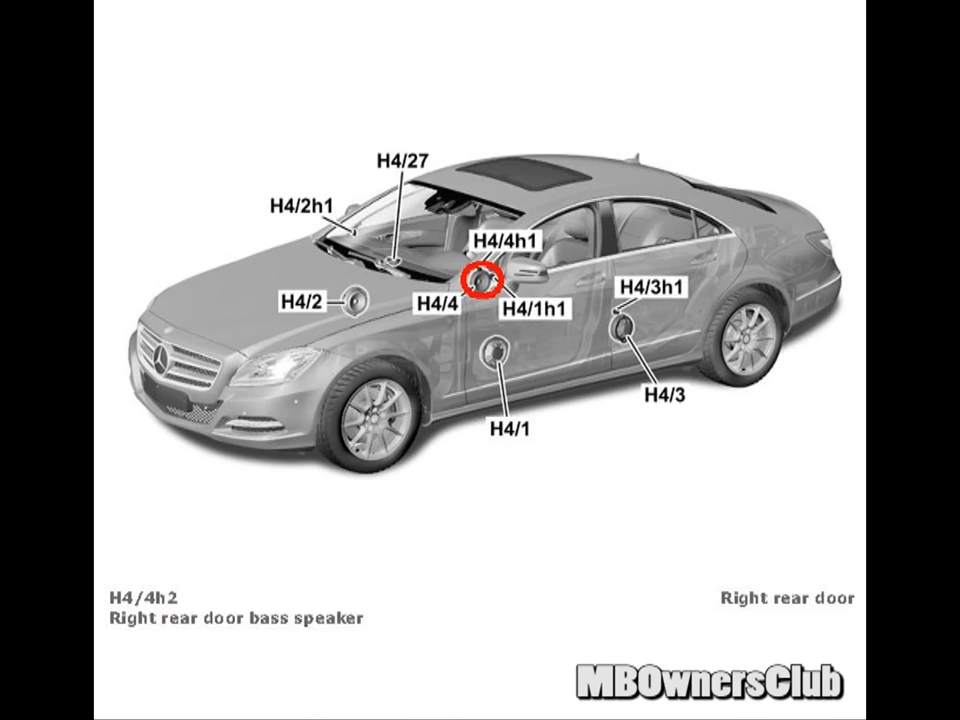 H4/27
H4/2h1
H4/4h1
H4/2
H4/4
H4/1h1
H4/3h1
H4/3
H4/1
H4/4h2
Right rear door bass speaker
Right rear door
MBOwnersClub